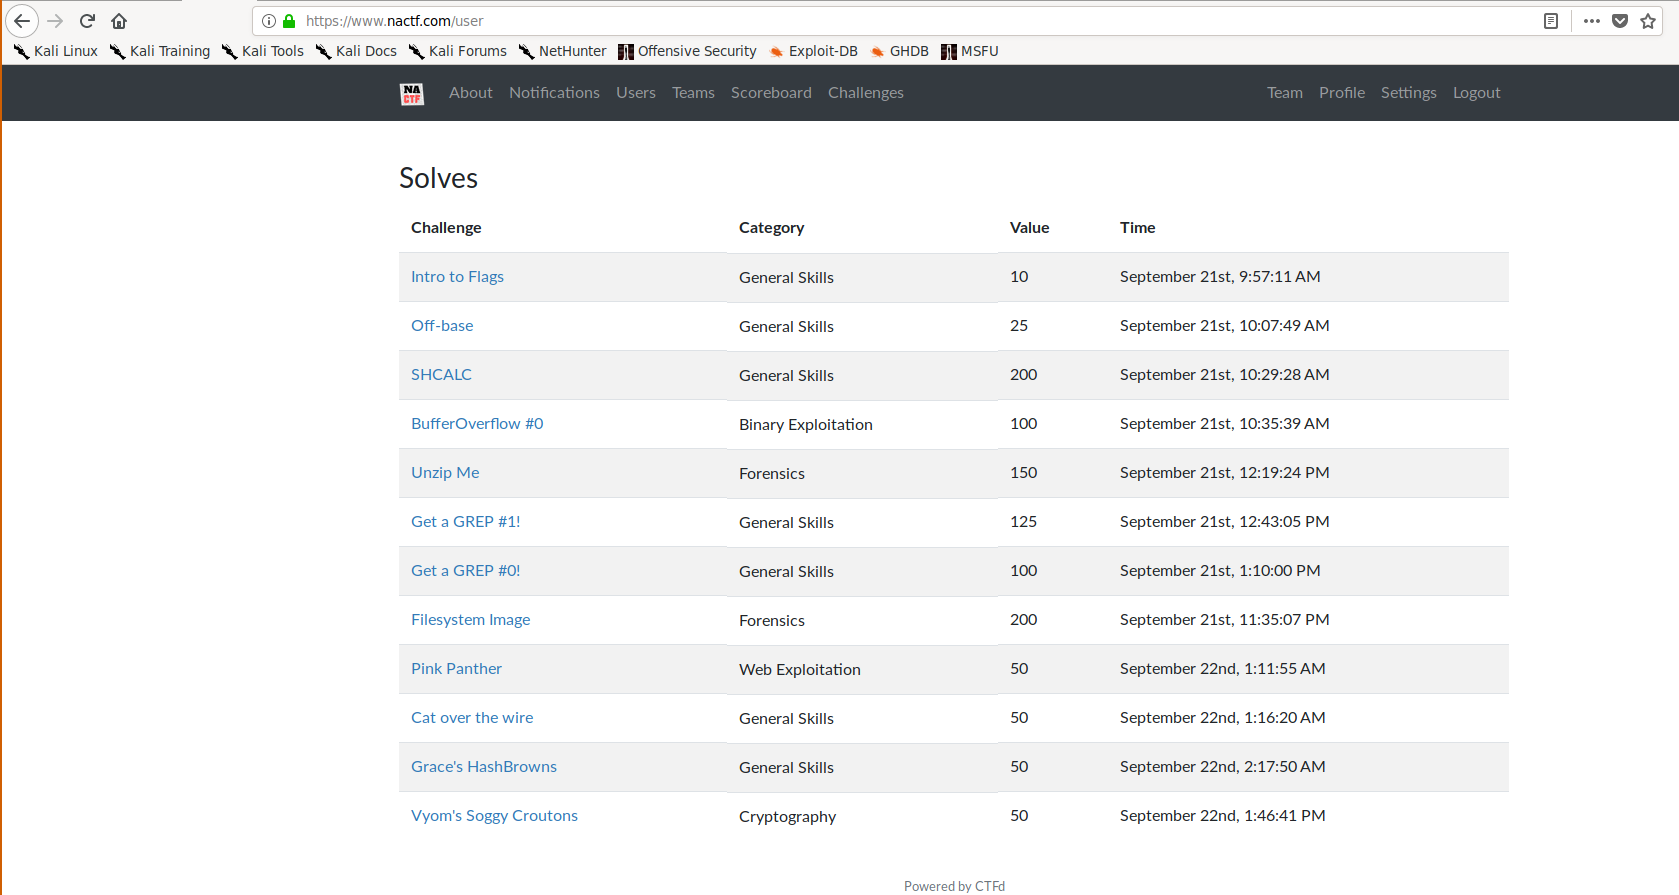 https://www.nactf.com/user
Kali Linux Kali Training Kali Tools Kali Docs Kali Forums NetHunter Offensive Security Exploit-DB GHDB MSFU
NA CTF About Notifications Users Teams Scoreboard Challenges Team Profile Settings Logout
Solves
Challenge Category Value Time
Intro to Flags General Skills 10 September 21st, 9:57:11 AM
Off-base General Skills 25 September 21st, 10:07:49 AM
SHCALC General Skills 200 September 21st, 10:29:28 AM
BufferOverflow #0 Binary Exploitation 100 September 21st, 10:35:39 AM
Unzip Me Forensics 150 September 21st, 12:19:24 PM
Get a GREP #1! General Skills 125 September 21st, 12:43:05 PM
Get a GREP #0! General Skills 100 September 21st, 1:10:00 PM
Filesystem Image Forensics 200 September 21st, 11:35:07 PM
Pink Panther Web Exploitation 50 September 22nd, 1:11:55 AM
Cat over the wire General Skills 50 September 22nd, 1:16:20 AM
Grace's HashBrowns General Skills 50 September 22nd, 2:17:50 AM
Vyom's Soggy Croutons Cryptography 50 September 22nd, 1:46:41 PM
Powered by CTFd